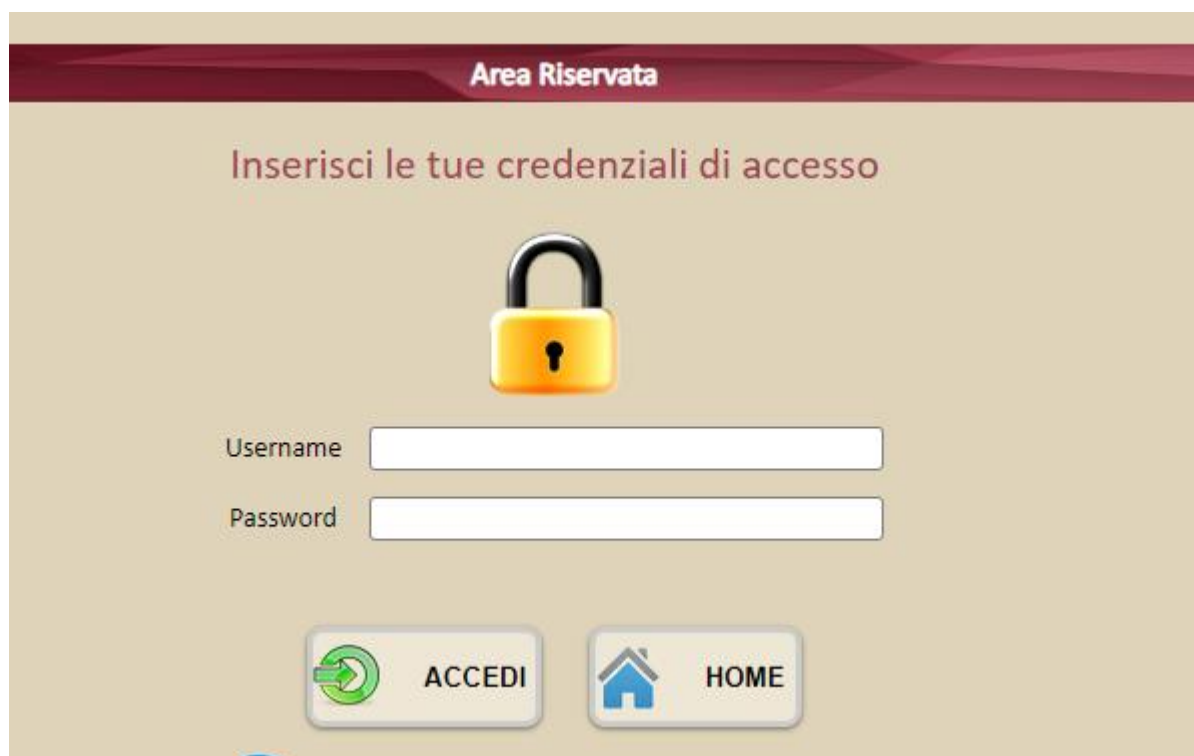 Area Riservata
Inserisci le tue credenziali di accesso
Username
Password
ACCEDI HOME